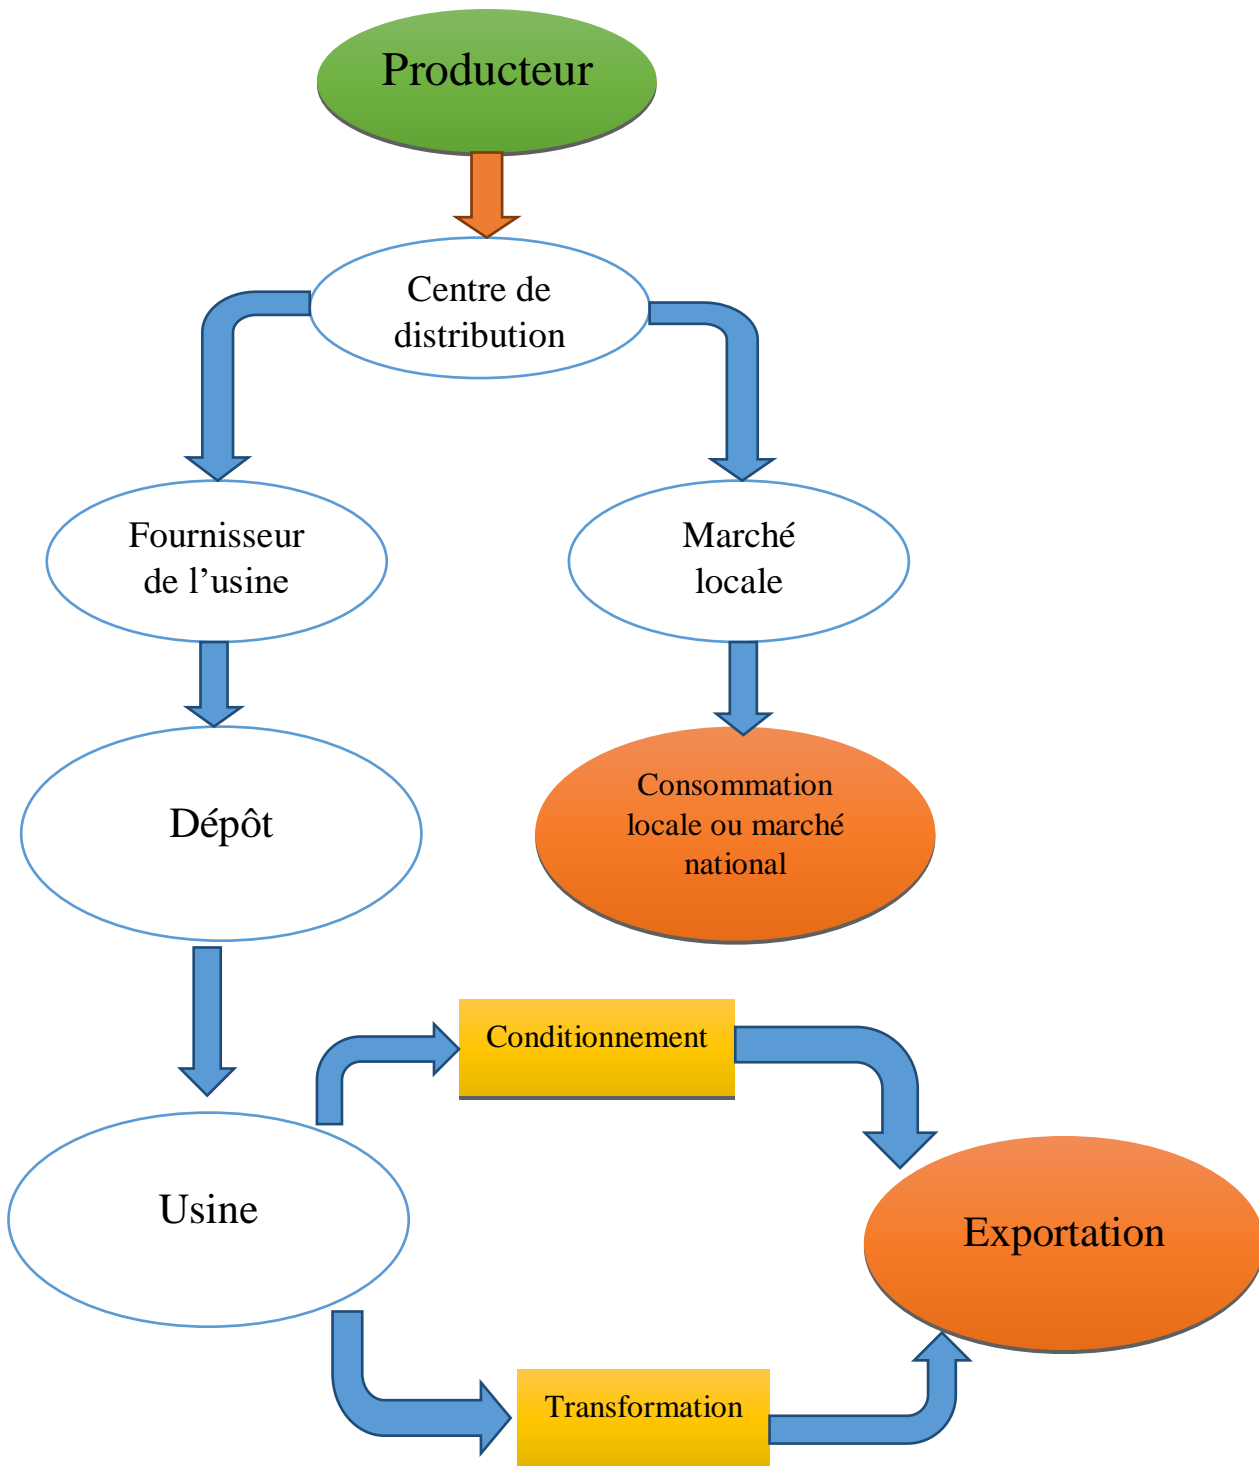 Producteur
Centre de
distribution
Fournisseur
de l’usine
Marché
locale
Dépôt
Consommation
locale ou marché
national
Conditionnement
Usine
Exportation
Transformation